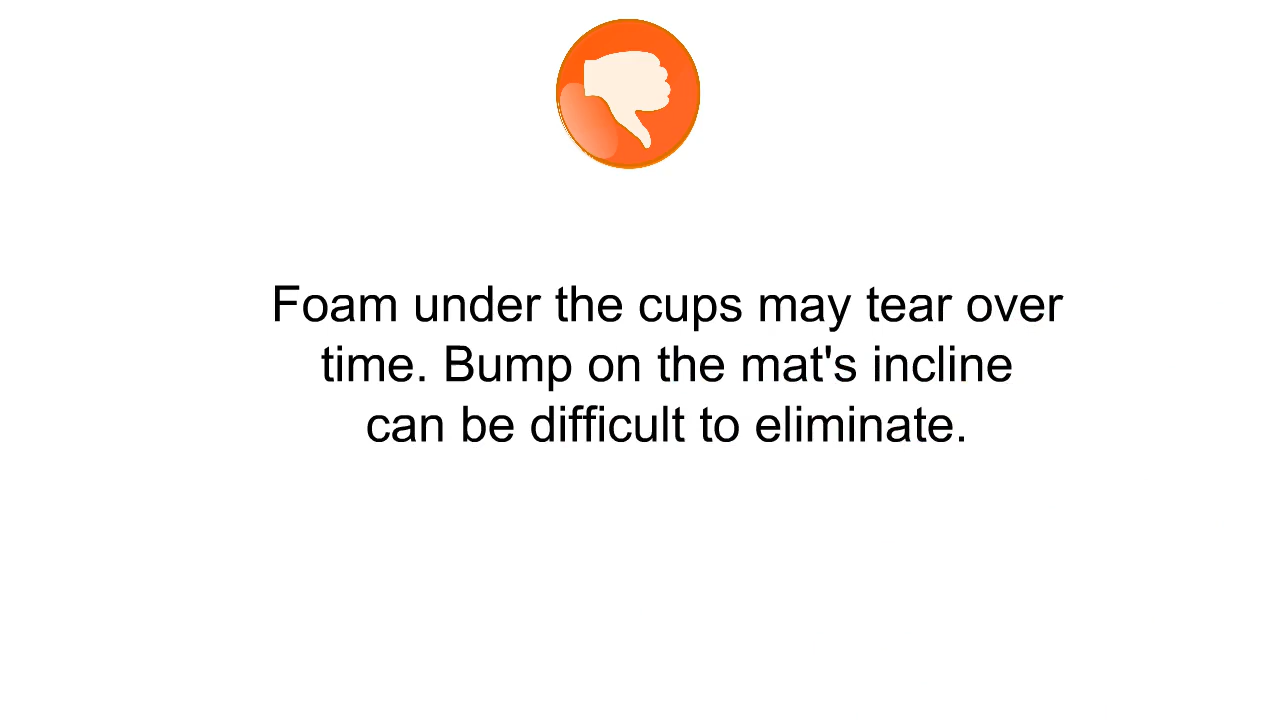 Foam under the cups may tear over
time. Bump on the mat's incline
can be difficult to eliminate.